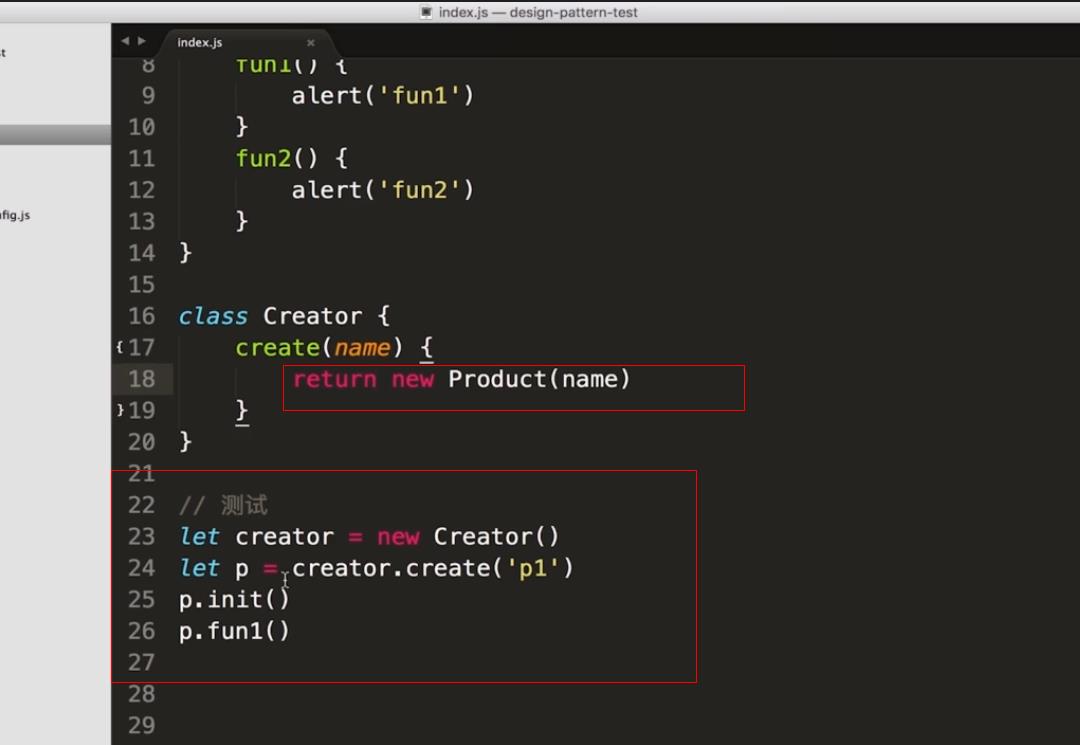 index.js — design-pattern-test
index.js
st
fig.js
8 fun1() {
9 alert('fun1')
10 }
11 fun2() {
12 alert('fun2')
13 }
14 }
15
16 class Creator {
17 create(name) {
18 return new Product(name)
19 }
20 }
21
22 // 测试
23 let creator = new Creator()
24 let p = creator.create('p1')
25 p.init()
26 p.fun1()
27
28
29